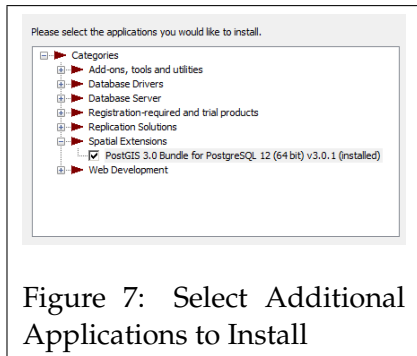 Please select the applications you would like to install.
Categories
Add-ons, tools and utilities
Database Drivers
Database Server
Registration-required and trial products
Replication Solutions
Spatial Extensions
PostGIS 3.0 Bundle for PostgreSQL 12 (64 bit) v3.0.1 (installed)
Web Development
Figure 7: Select Additional
Applications to Install